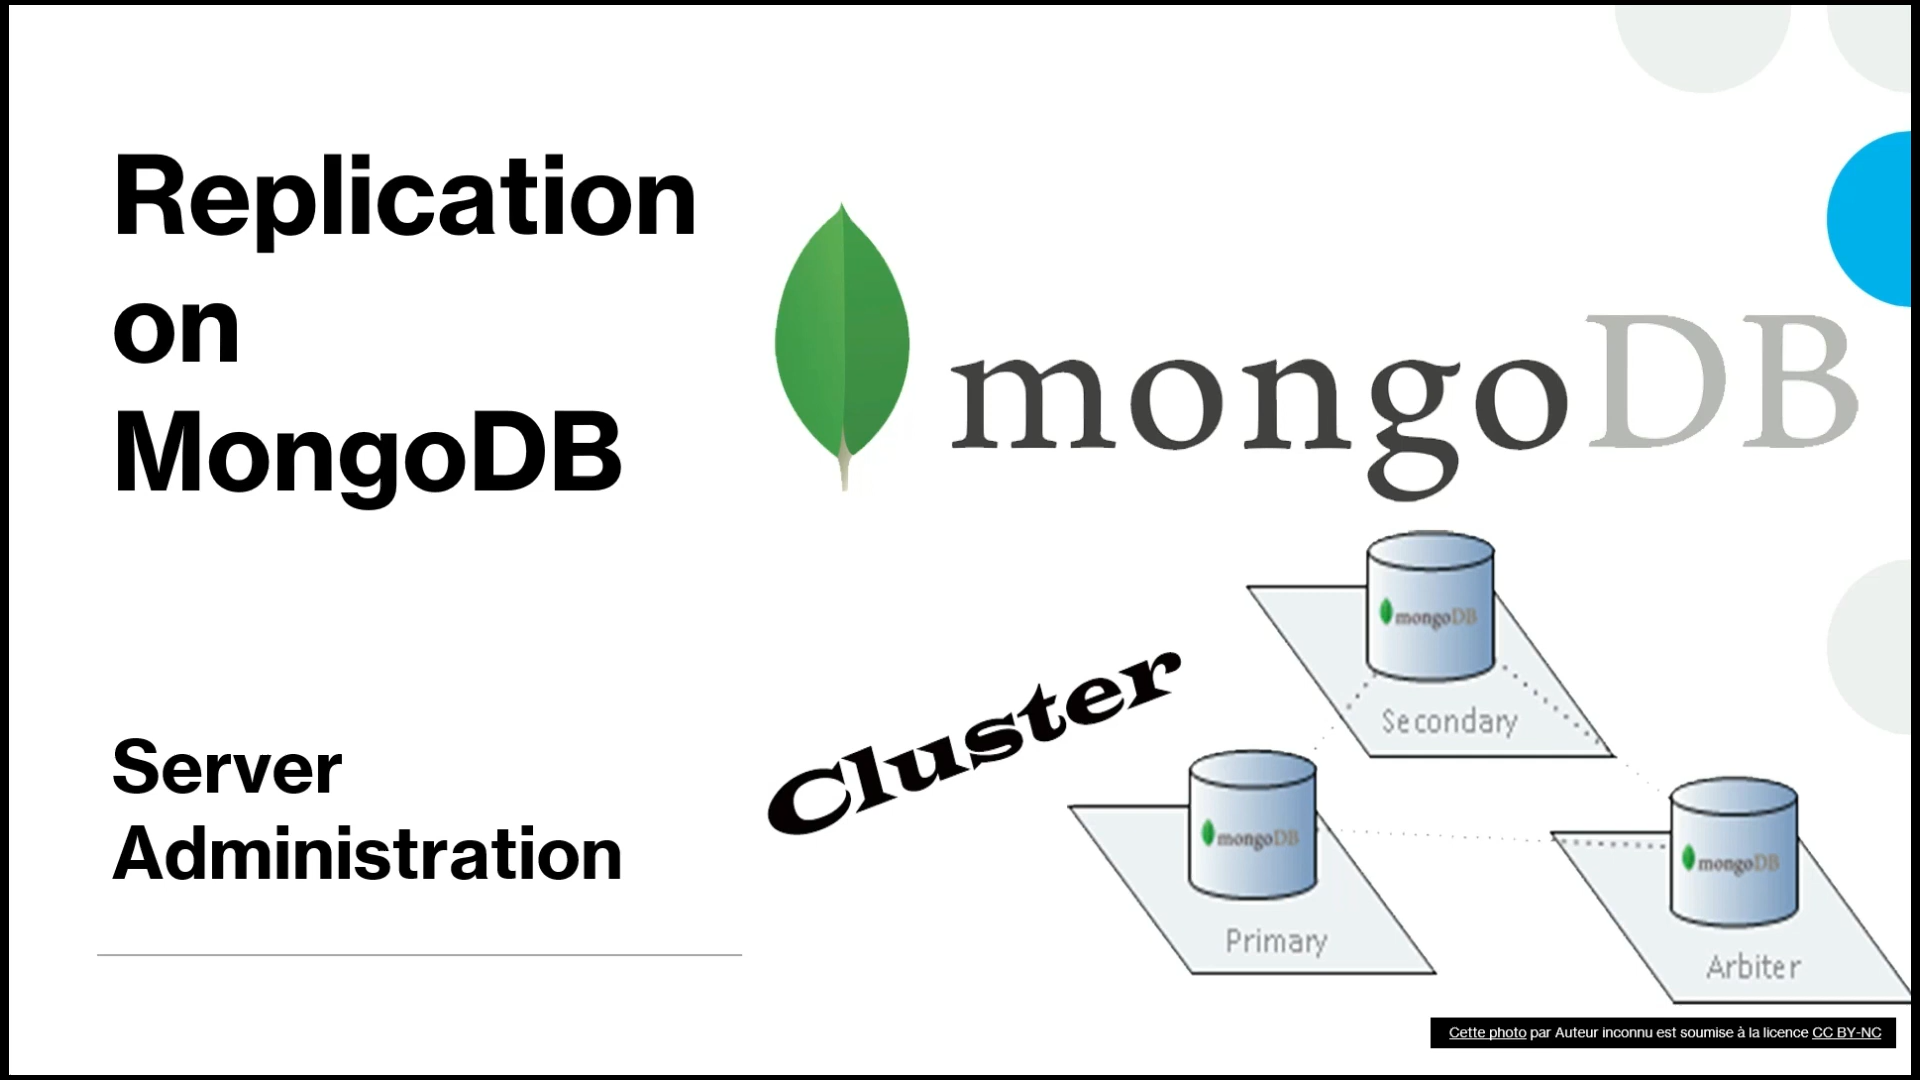 Replication
on
MongoDB
mongoDB
Server
Administration
Cluster
mongoDB
Secondary
mongoDB
Primary
mongoDB
Arbiter
Cette photo par Auteur inconnu est soumise à la licence CC BY-NC